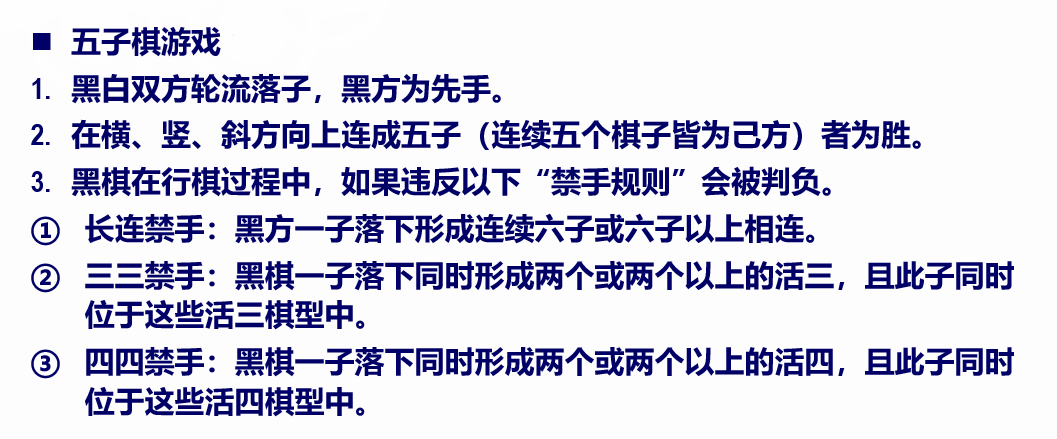 ■ 五子棋游戏
1. 黑白双方轮流落子，黑方为先手。
2. 在横、竖、斜方向上连成五子（连续五个棋子皆为己方）者为胜。
3. 黑棋在行棋过程中，如果违反以下“禁手规则”会被判负。
① 长连禁手：黑方一子落下形成连续六子或六子以上相连。
② 三三禁手：黑棋一子落下同时形成两个或两个以上的活三，且此子同时
位于这些活三棋型中。
③ 四四禁手：黑棋一子落下同时形成两个或两个以上的活四，且此子同时
位于这些活四棋型中。